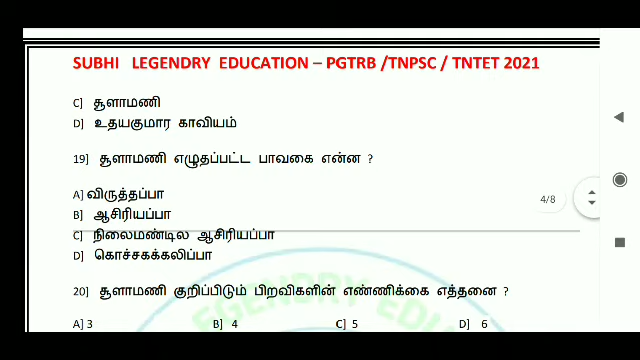 SUBHI LEGENDRY EDUCATION – PGTRB /TNPSC / TNTET 2021
C] சூளாமணி
D] உதயகுமார காவியம்
19] சூளாமணி எழுதப்பட்ட பாவகை என்ன ?
A] விருத்தப்பா
B] ஆசிரியப்பா
C] நிலைமண்டில ஆசிரியப்பா
D] கொச்சகக்கலிப்பா
4/8
20] சூளாமணி குறிப்பிடும் பிறவிகளின் எண்ணிக்கை எத்தனை ?
A] 3 B] 4 C] 5 D] 6
EGENDRY EDU